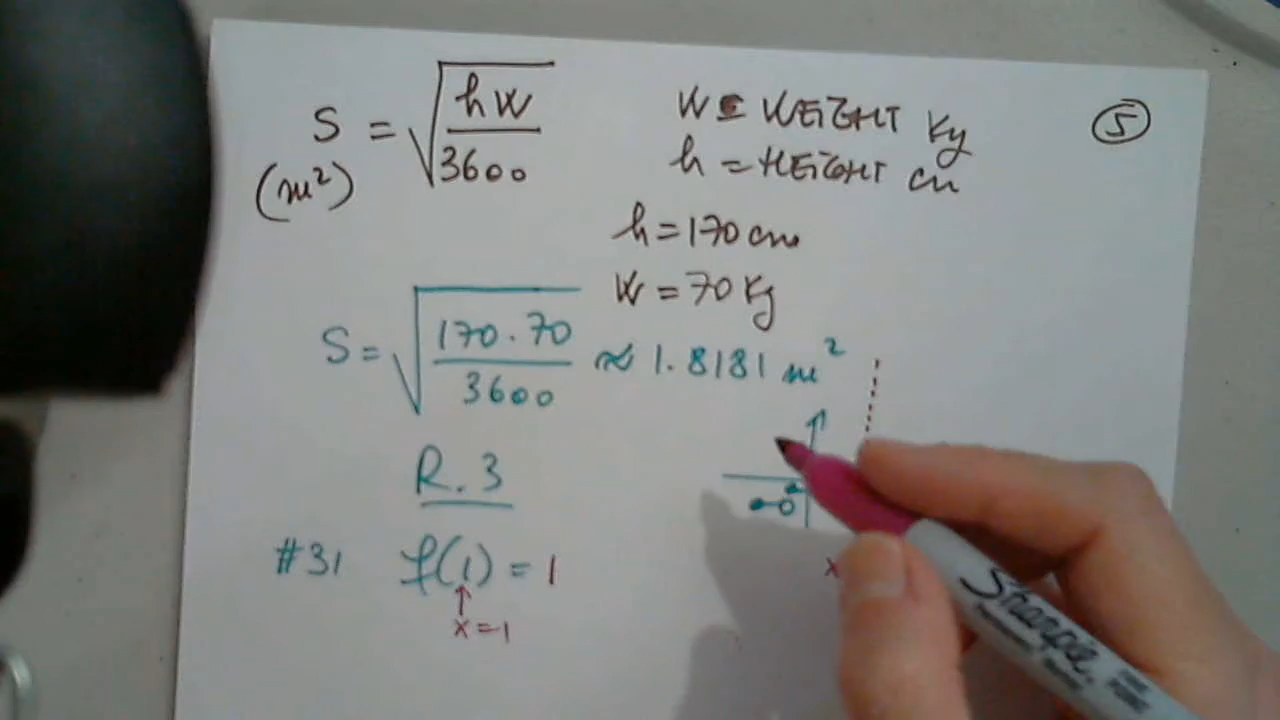 S = √(hW/3600) W = WEIGHT Kg ⑤
(m²) h = HEIGHT cm
h = 170 cm
W = 70 Kg
S = √(170 · 70/3600) ≈ 1.8181 m²
R.3
#31 f(1) = 1 x
↑
x = 1
Sharpie